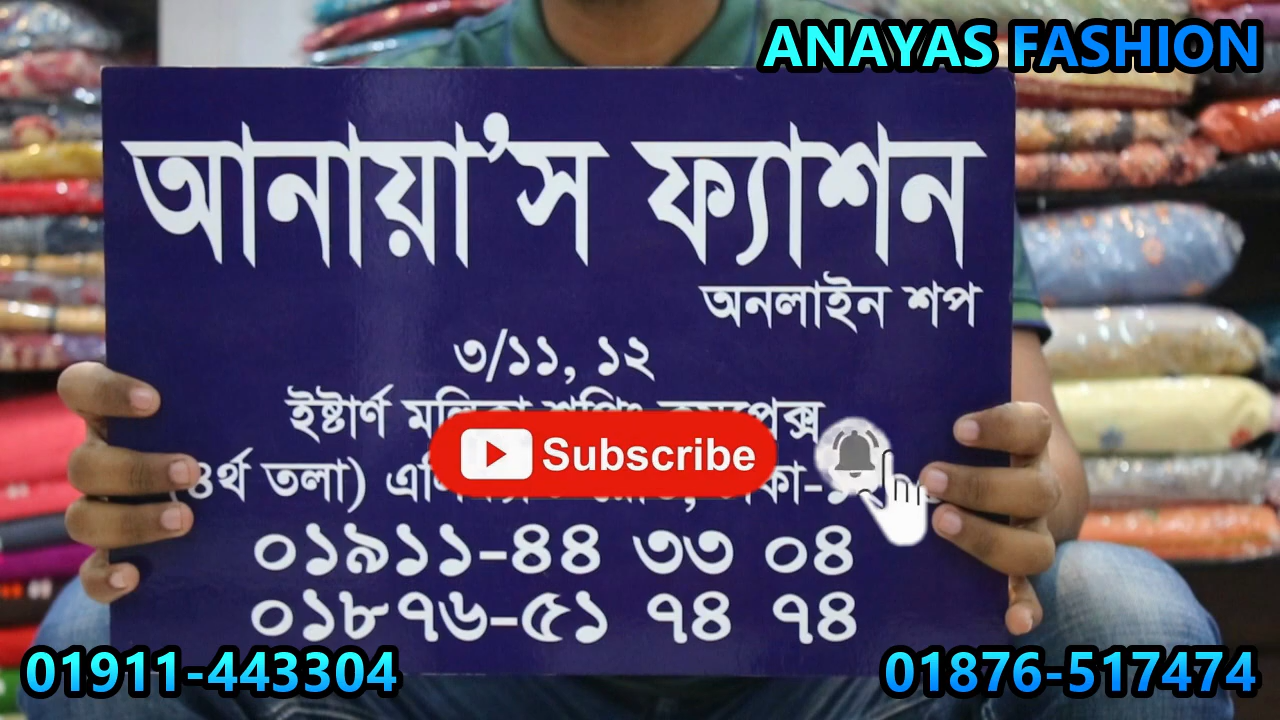 ANAYAS FASHION
আনায়া'স ফ্যাশন
অনলাইন শপ
৩/১১, ১২
ইষ্টার্ণ
Subscribe
(৪র্থ তলা)
০১৯১১-৪৪ ৩৩ ০৪
০১৮৭৬-৫১ ৭৪ ৭৪
01911-443304
01876-517474